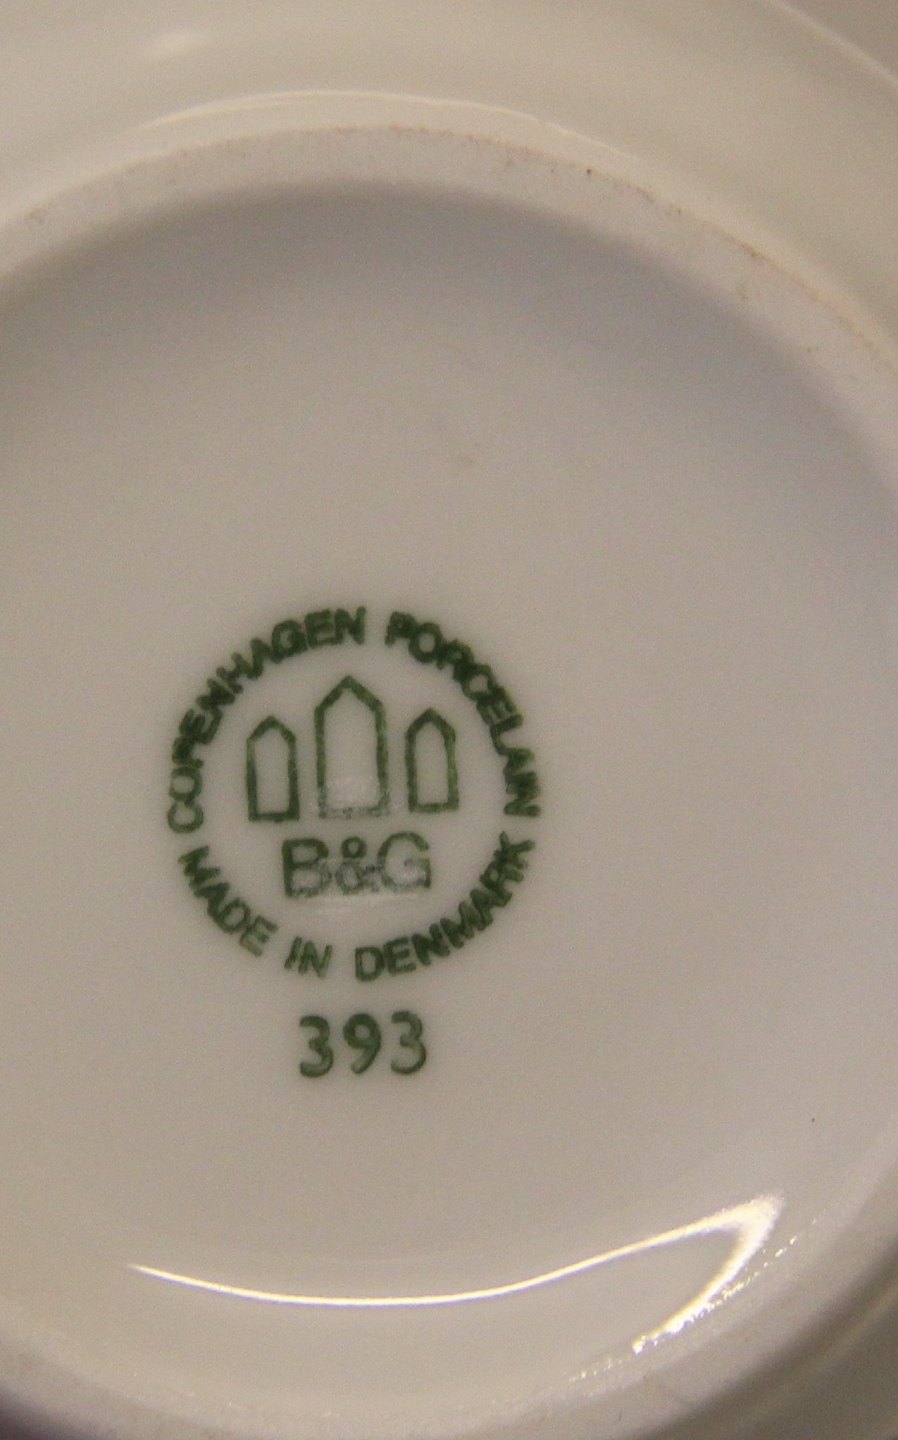 COPENHAGEN PORCELAIN
B&G
MADE IN DENMARK
393